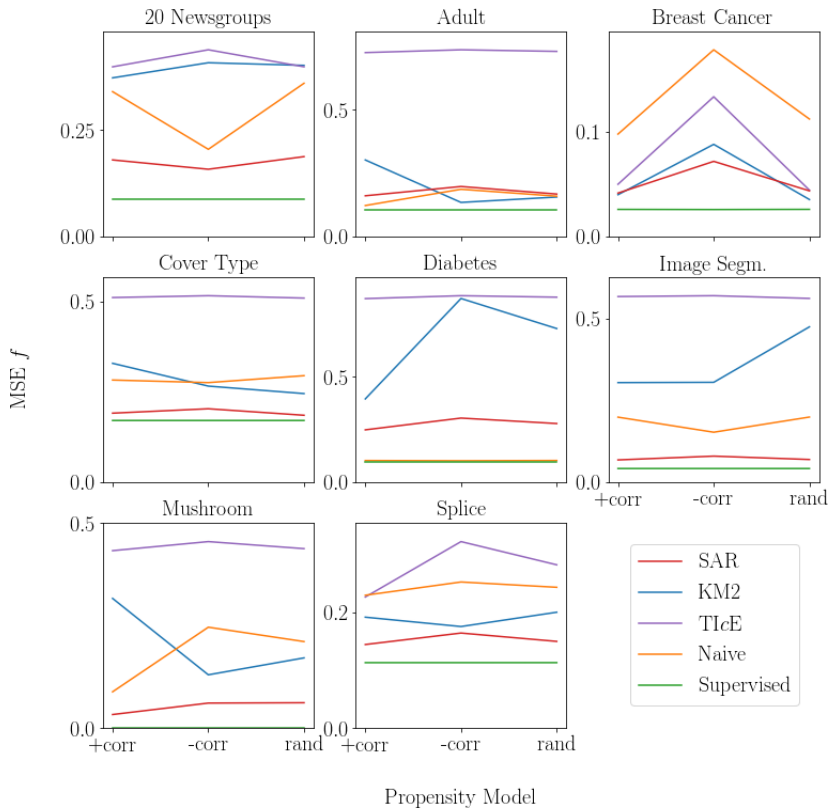 20 Newsgroups
Adult
Breast Cancer
0.25
0.00
0.5
0.0
0.1
0.0
Cover Type
Diabetes
Image Segm.
0.5
0.0
0.5
0.0
0.5
0.0
+corr
-corr
rand
MSE f
Mushroom
Splice
0.5
0.0
+corr
-corr
rand
0.2
0.0
+corr
-corr
rand
SAR
KM2
TIcE
Naive
Supervised
Propensity Model